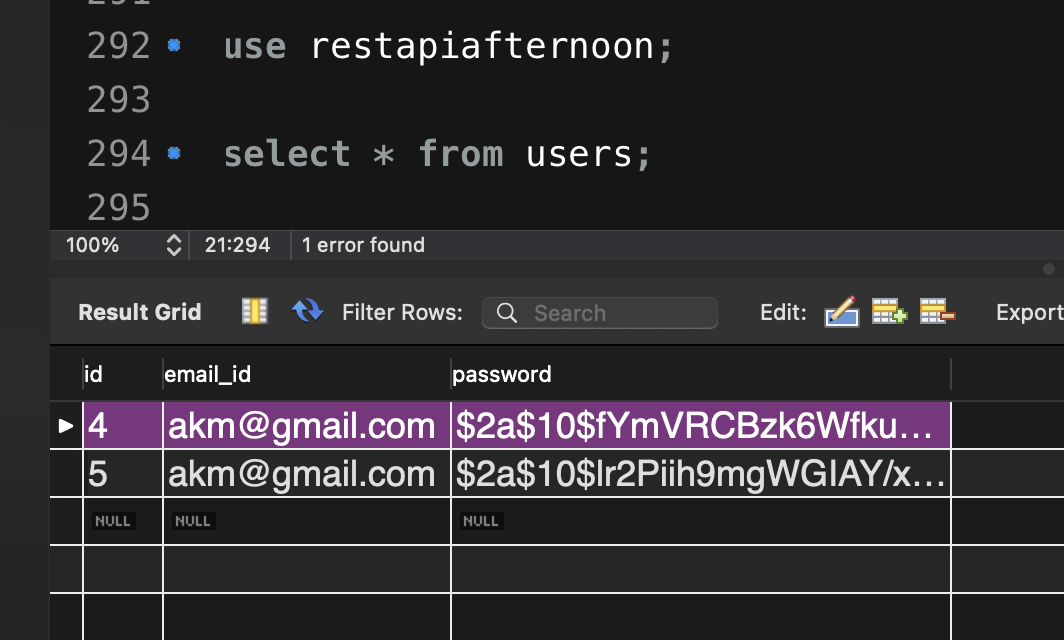 291
292 use restapiafternoon;
293
294 select * from users;
295
100% 21:294 1 error found
Result Grid Filter Rows: Search Edit: Export
id email_id password
4 akm@gmail.com $2a$10$fYmVRCBzk6Wfku...
5 akm@gmail.com $2a$10$lr2Piih9mgWGIAY/x...
NULL NULL NULL